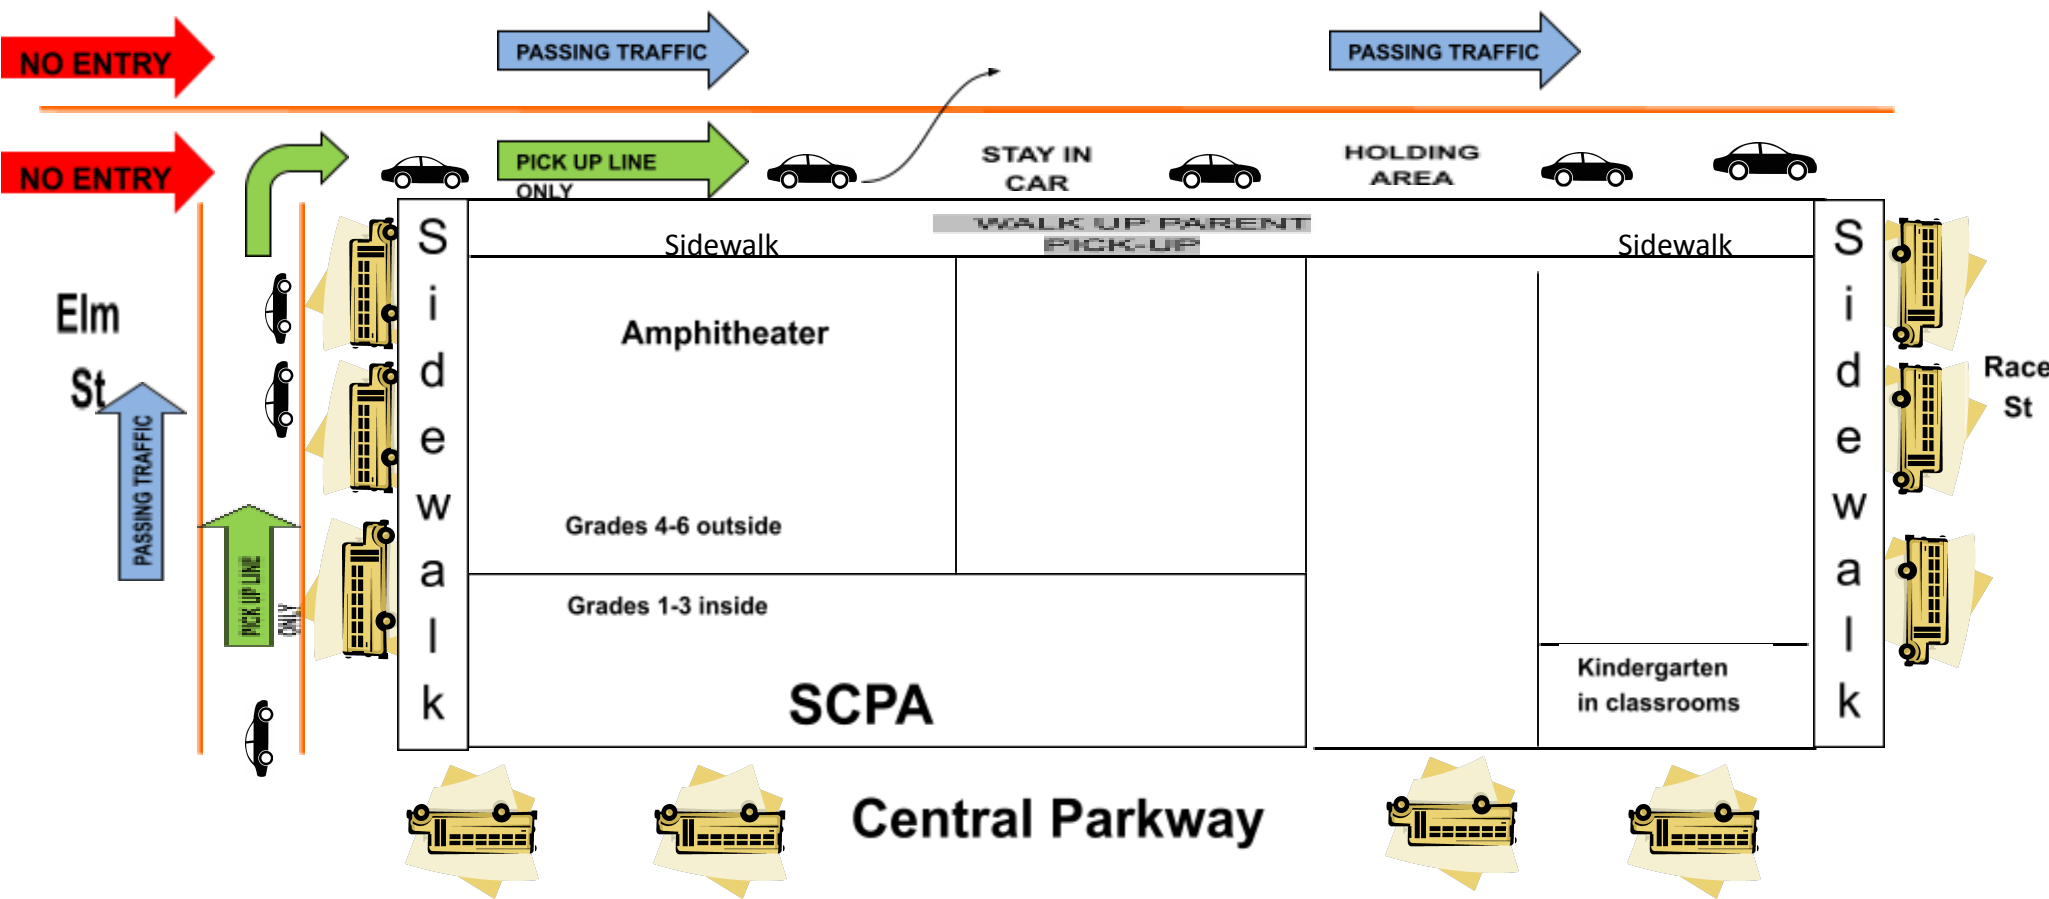 NO ENTRY
PASSING TRAFFIC
PASSING TRAFFIC
NO ENTRY
PICK UP LINE
ONLY
STAY IN
CAR
HOLDING
AREA
Sidewalk
WALK UP PARENT
PICK-UP
Sidewalk
Elm
St
PASSING TRAFFIC
PICK UP LINE
ONLY
Sidewalk
Amphitheater
Grades 4-6 outside
Grades 1-3 inside
SCPA
Kindergarten
in classrooms
Sidewalk
Race
St
Central Parkway